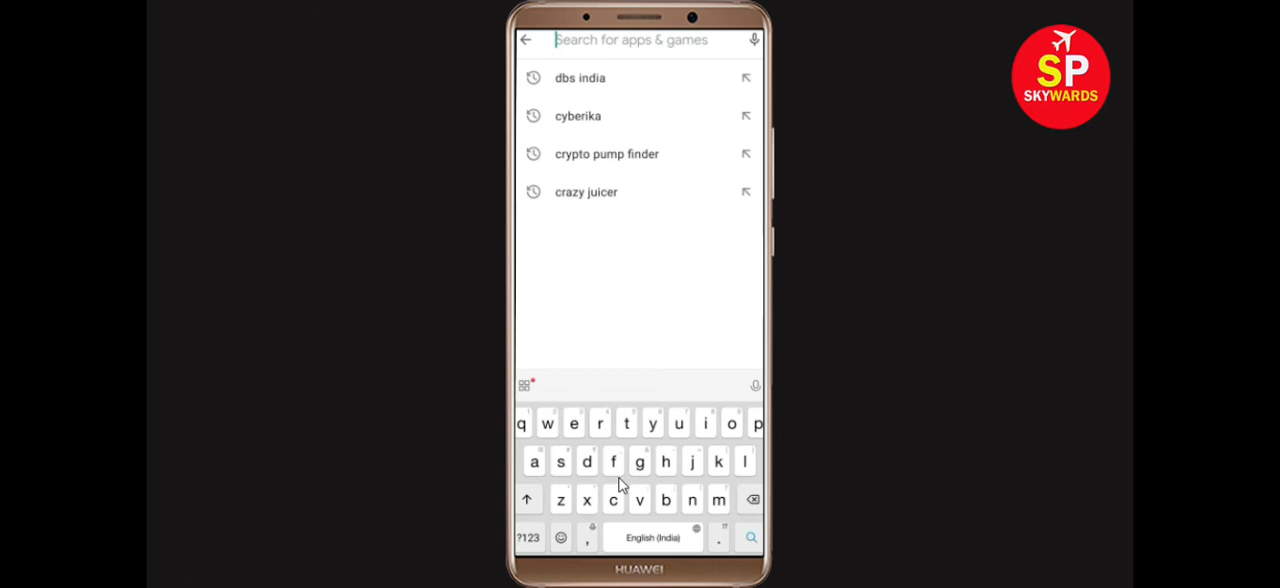 Search for apps & games
SP
SKYWARDS
dbs india
cyberika
crypto pump finder
crazy juicer
q w e r t y u i o p
a s d f g h j k l
z x c v b n m
?123 , English (India) .
HUAWEI